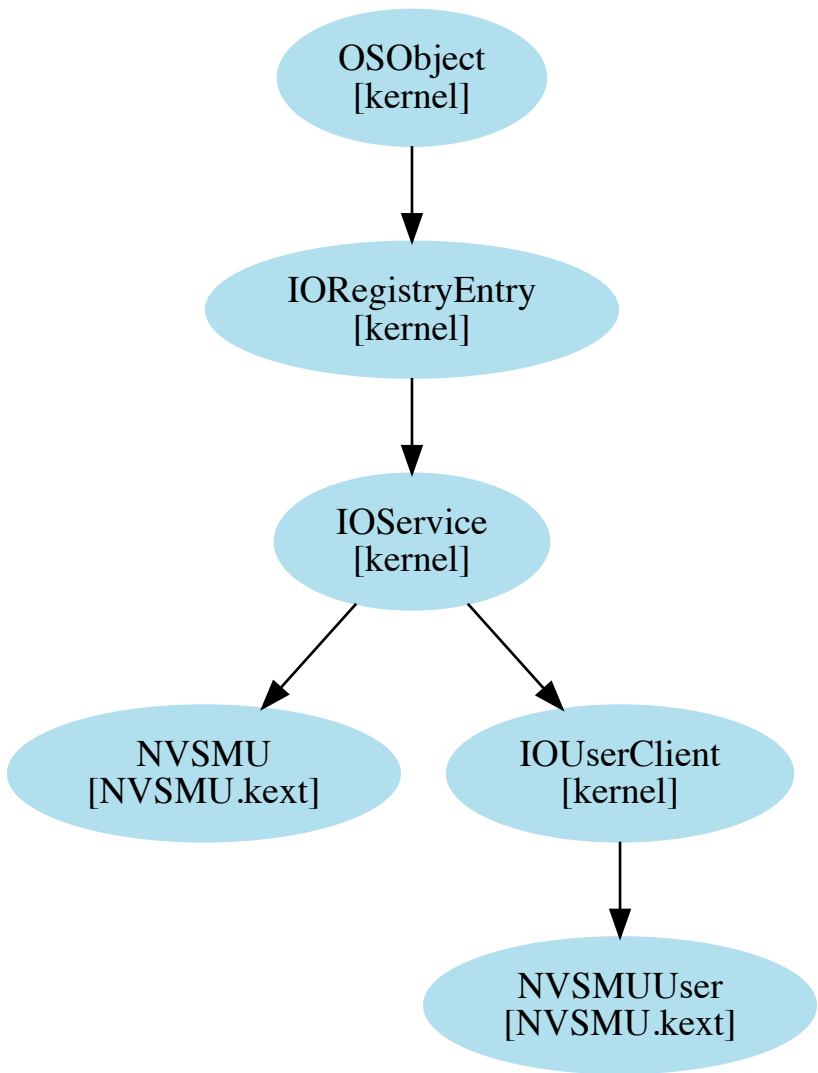 OSObject
[kernel]
IORegistryEntry
[kernel]
IOService
[kernel]
NVSMU
[NVSMU.kext]
IOUserClient
[kernel]
NVSMUUser
[NVSMU.kext]